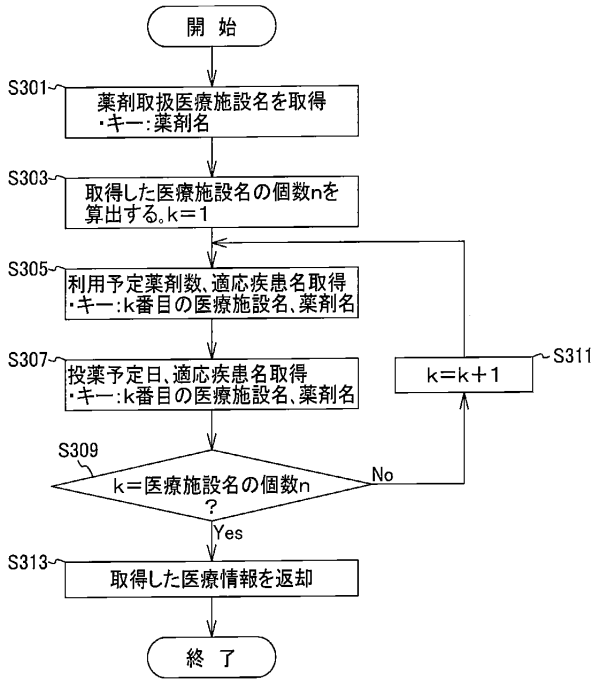 開 始
S301
薬剤取扱医療施設名を取得
・キー:薬剤名
S303
取得した医療施設名の個数nを
算出する。k=1
S305
利用予定薬剤数、適応疾患名取得
・キー:k番目の医療施設名、薬剤名
S307
投薬予定日、適応疾患名取得
・キー:k番目の医療施設名、薬剤名
S311
k=k+1
S309
k=医療施設名の個数n
?
No
Yes
S313
取得した医療情報を返却
終 了